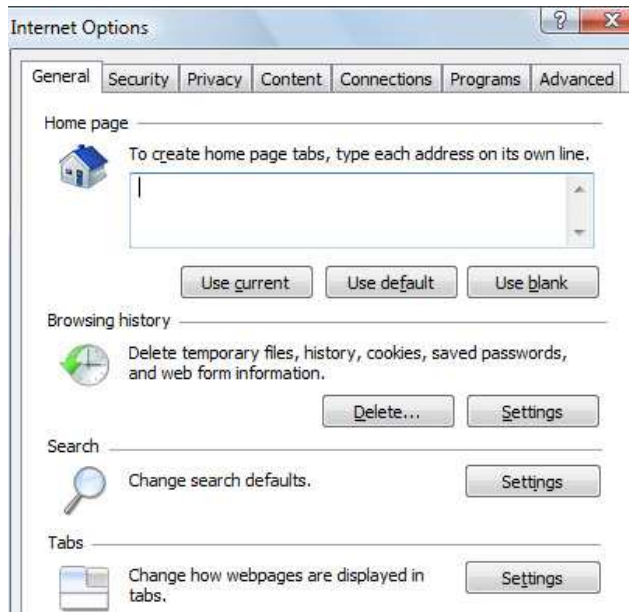 Internet Options
General Security Privacy Content Connections Programs Advanced
Home page
To create home page tabs, type each address on its own line.
Use current Use default Use blank
Browsing history
Delete temporary files, history, cookies, saved passwords,
and web form information.
Delete... Settings
Search
Change search defaults. Settings
Tabs
Change how webpages are displayed in Settings
tabs.